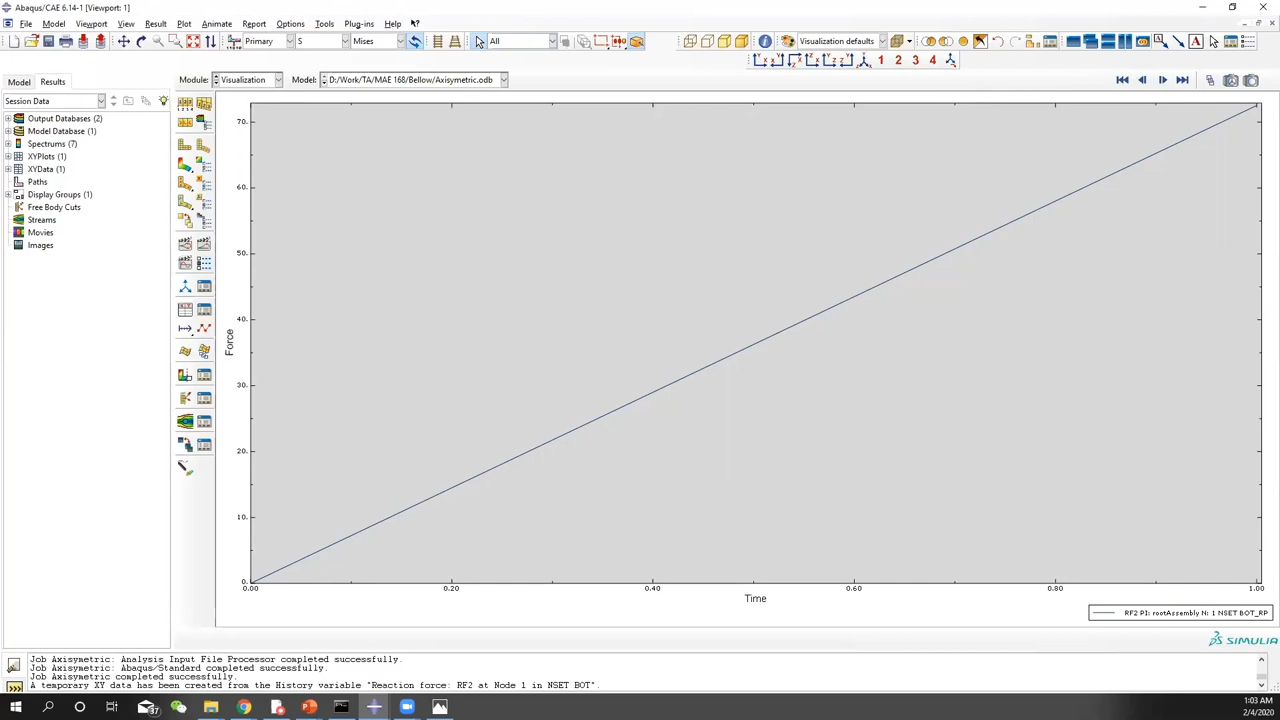 Abaqus/CAE 6.14-1 [Viewport: 1]
File Model Viewport View Result Plot Animate Report Options Tools Plug-ins Help
Primary S Mises All Visualization defaults
1 2 3 4
Model Results Module: Visualization Model: D:/Work/TA/MAE 168/Bellow/Axisymetric.odb
Session Data
Output Databases (2)
Model Database (1)
Spectrums (7)
XYPlots (1)
XYData (1)
Paths
Display Groups (1)
Free Body Cuts
Streams
Movies
Images
70.
60.
50.
40.
30.
20.
10.
0.
Force
0.00 0.20 0.40 0.60 0.80 1.00
Time
RF2 PI: rootAssembly N: 1 NSET BOT_RP
SIMULIA
Job Axisymetric: Analysis Input File Processor completed successfully.
Job Axisymetric: Abaqus/Standard completed successfully.
Job Axisymetric completed successfully.
A temporary XY data has been created from the History variable "Reaction force: RF2 at Node 1 in NSET BOT".
37
1:03 AM
2/4/2020